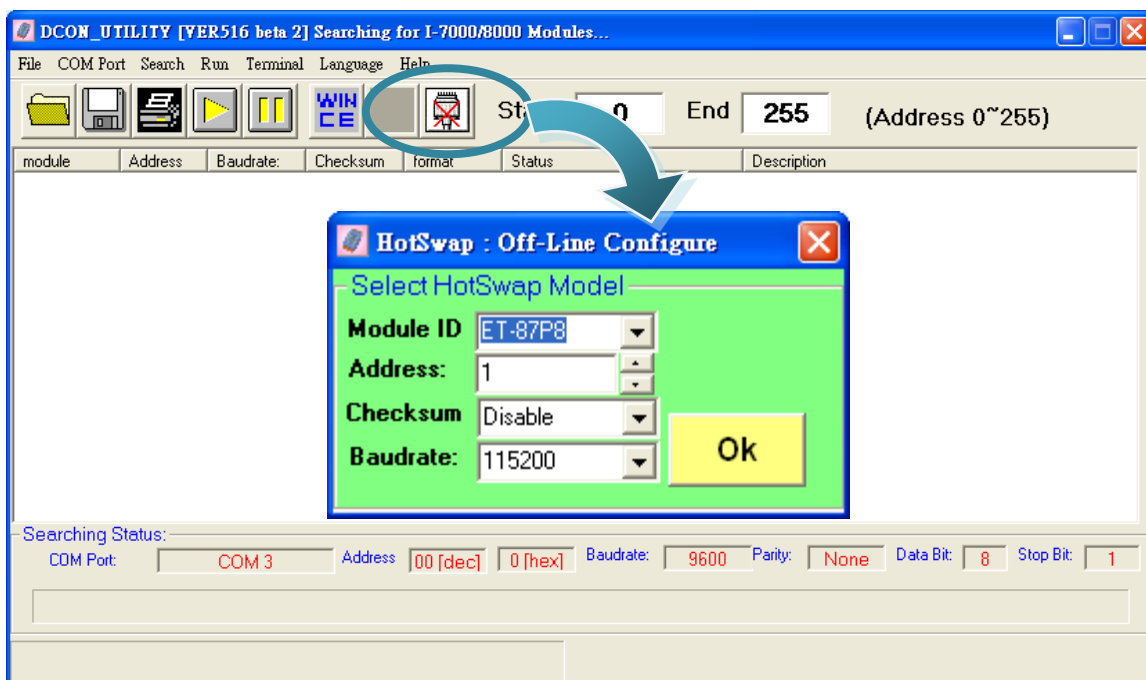 DCON_UTILITY [VER516 beta 2] Searching for I-7000/8000 Modules...
File COM Port Search Run Terminal Language Help
WIN CE
End 255 (Address 0~255)
module Address Baudrate: Checksum format Status Description
HotSwap : Off-Line Configure
Select HotSwap Model
Module ID ET-87P8
Address: 1
Checksum Disable
Baudrate: 115200
Ok
Searching Status:
COM Port: COM 3 Address 00 [dec] 0 [hex] Baudrate: 9600 Parity: None Data Bit: 8 Stop Bit: 1